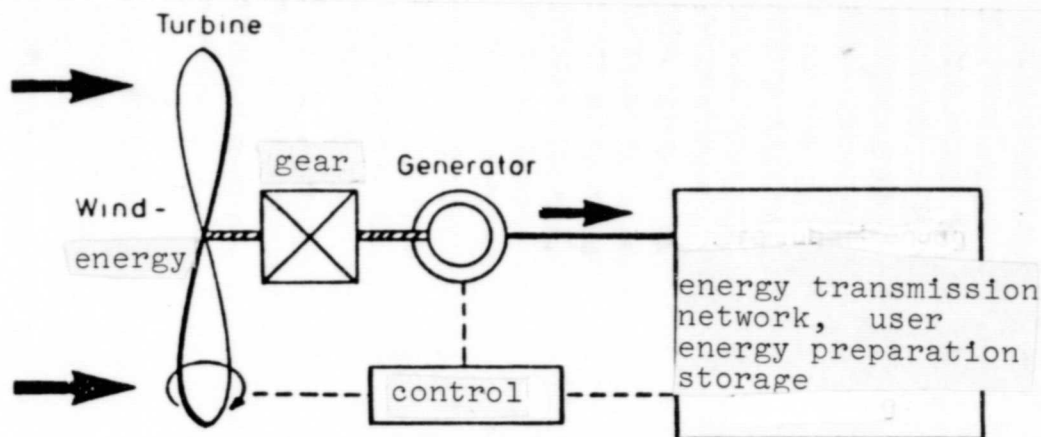 Turbine
gear
Generator
Wind-
energy
energy transmission
network, user
energy preparation
storage
control